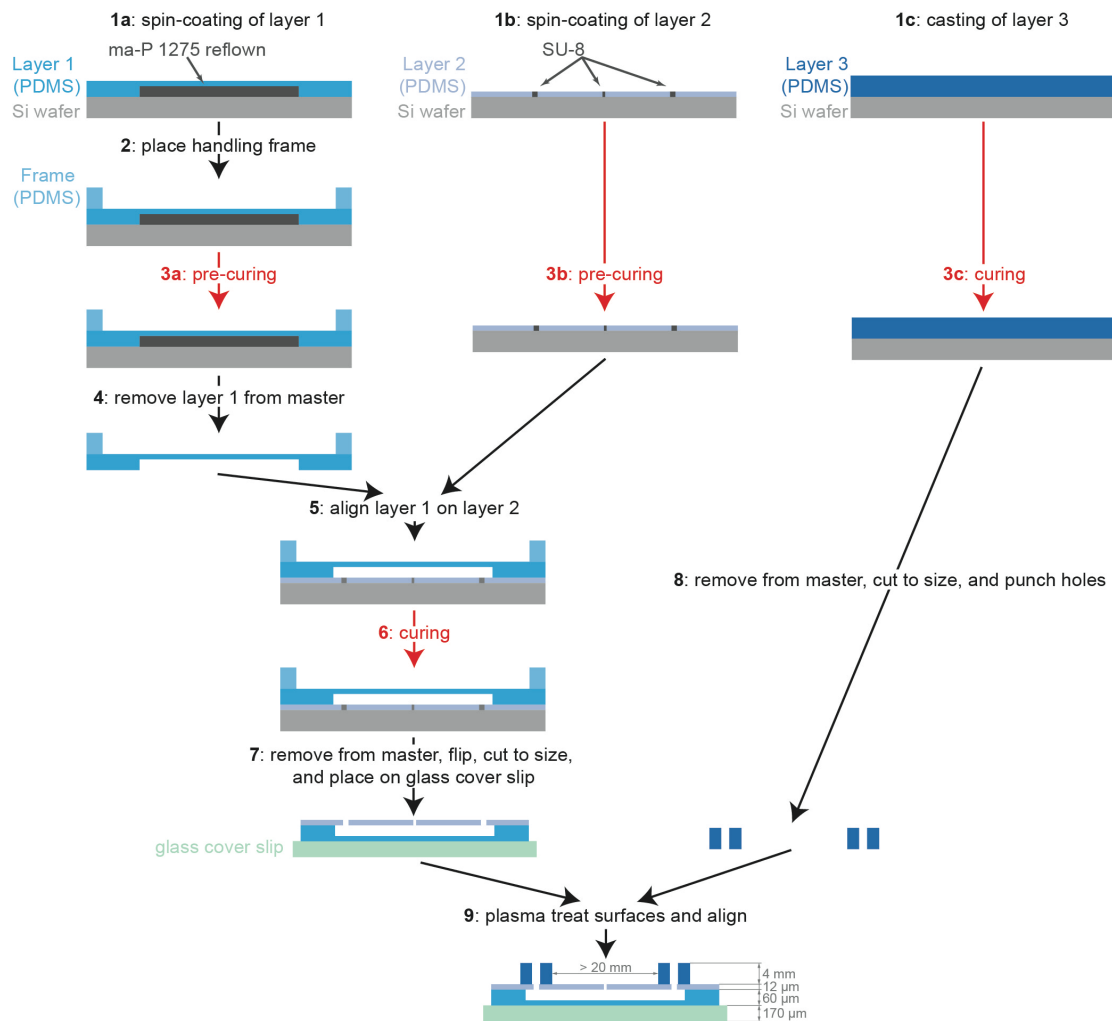 1a: spin-coating of layer 1
1b: spin-coating of layer 2
1c: casting of layer 3
ma-P 1275 reflown
SU-8
Layer 1
(PDMS)
Si wafer
Layer 2
(PDMS)
Si wafer
Layer 3
(PDMS)
Si wafer
2: place handling frame
Frame
(PDMS)
3a: pre-curing
3b: pre-curing
3c: curing
4: remove layer 1 from master
5: align layer 1 on layer 2
8: remove from master, cut to size, and punch holes
6: curing
7: remove from master, flip, cut to size,
and place on glass cover slip
glass cover slip
9: plasma treat surfaces and align
> 20 mm
4 mm
12 µm
60 µm
170 µm